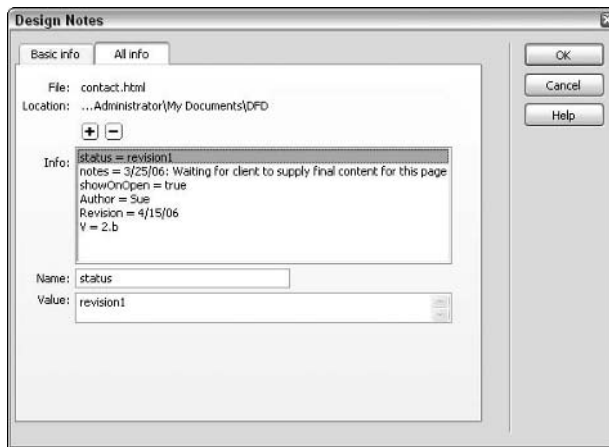 Design Notes
Basic info
All info
OK
Cancel
Help
File: contact.html
Location: ...Administrator\My Documents\DFD
Info:
status = revision1
notes = 3/25/06: Waiting for client to supply final content for this page
showOnOpen = true
Author = Sue
Revision = 4/15/06
V = 2.b
Name: status
Value: revision1